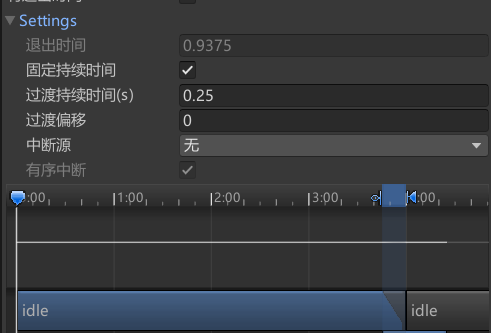 Settings
退出时间 0.9375
固定持续时间
过渡持续时间(s) 0.25
过渡偏移 0
中断源 无
有序中断
:00 1:00 2:00 3:00 :00
idle idle